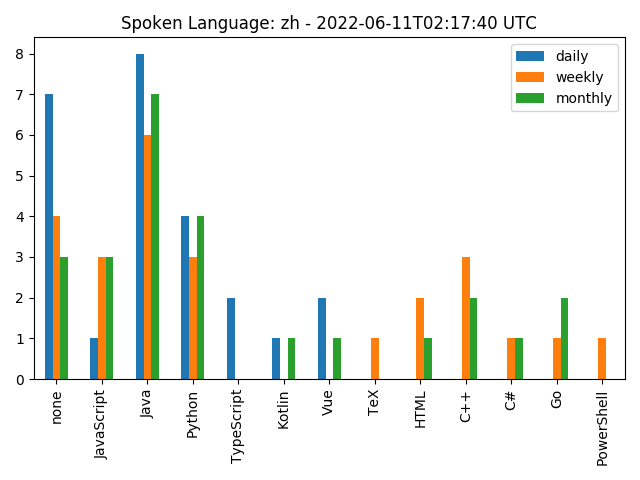 Spoken Language: zh - 2022-06-11T02:17:40 UTC
daily
weekly
monthly
8
7
6
5
4
3
2
1
0
none
JavaScript
Java
Python
TypeScript
Kotlin
Vue
TeX
HTML
C++
C#
Go
PowerShell